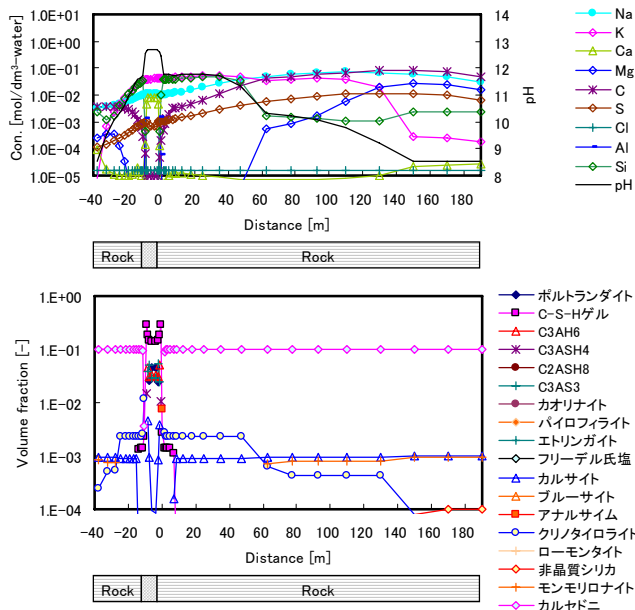 1.0E+01
1.0E+00
1.0E-01
1.0E-02
1.0E-03
1.0E-04
1.0E-05
Con. [mol/dm³-water]
14
13
12
11
10
9
8
pH
-40 -20 0 20 40 60 80 100 120 140 160 180
Distance [m]
Na
K
Ca
Mg
C
S
Cl
Al
Si
pH
Rock Rock
1.E+00
1.E-01
1.E-02
1.E-03
1.E-04
Volume fraction [-]
-40 -20 0 20 40 60 80 100 120 140 160 180
Distance [m]
ポルトランダイト
C-S-Hゲル
C3AH6
C3ASH4
C2ASH8
C3AS3
カオリナイト
パイロフィライト
エトリンガイト
フリーデル氏塩
カルサイト
ブルーサイト
アナルサイム
クリノタイロライト
ローモンタイト
非晶質シリカ
モンモリロナイト
カルセドニ
Rock Rock